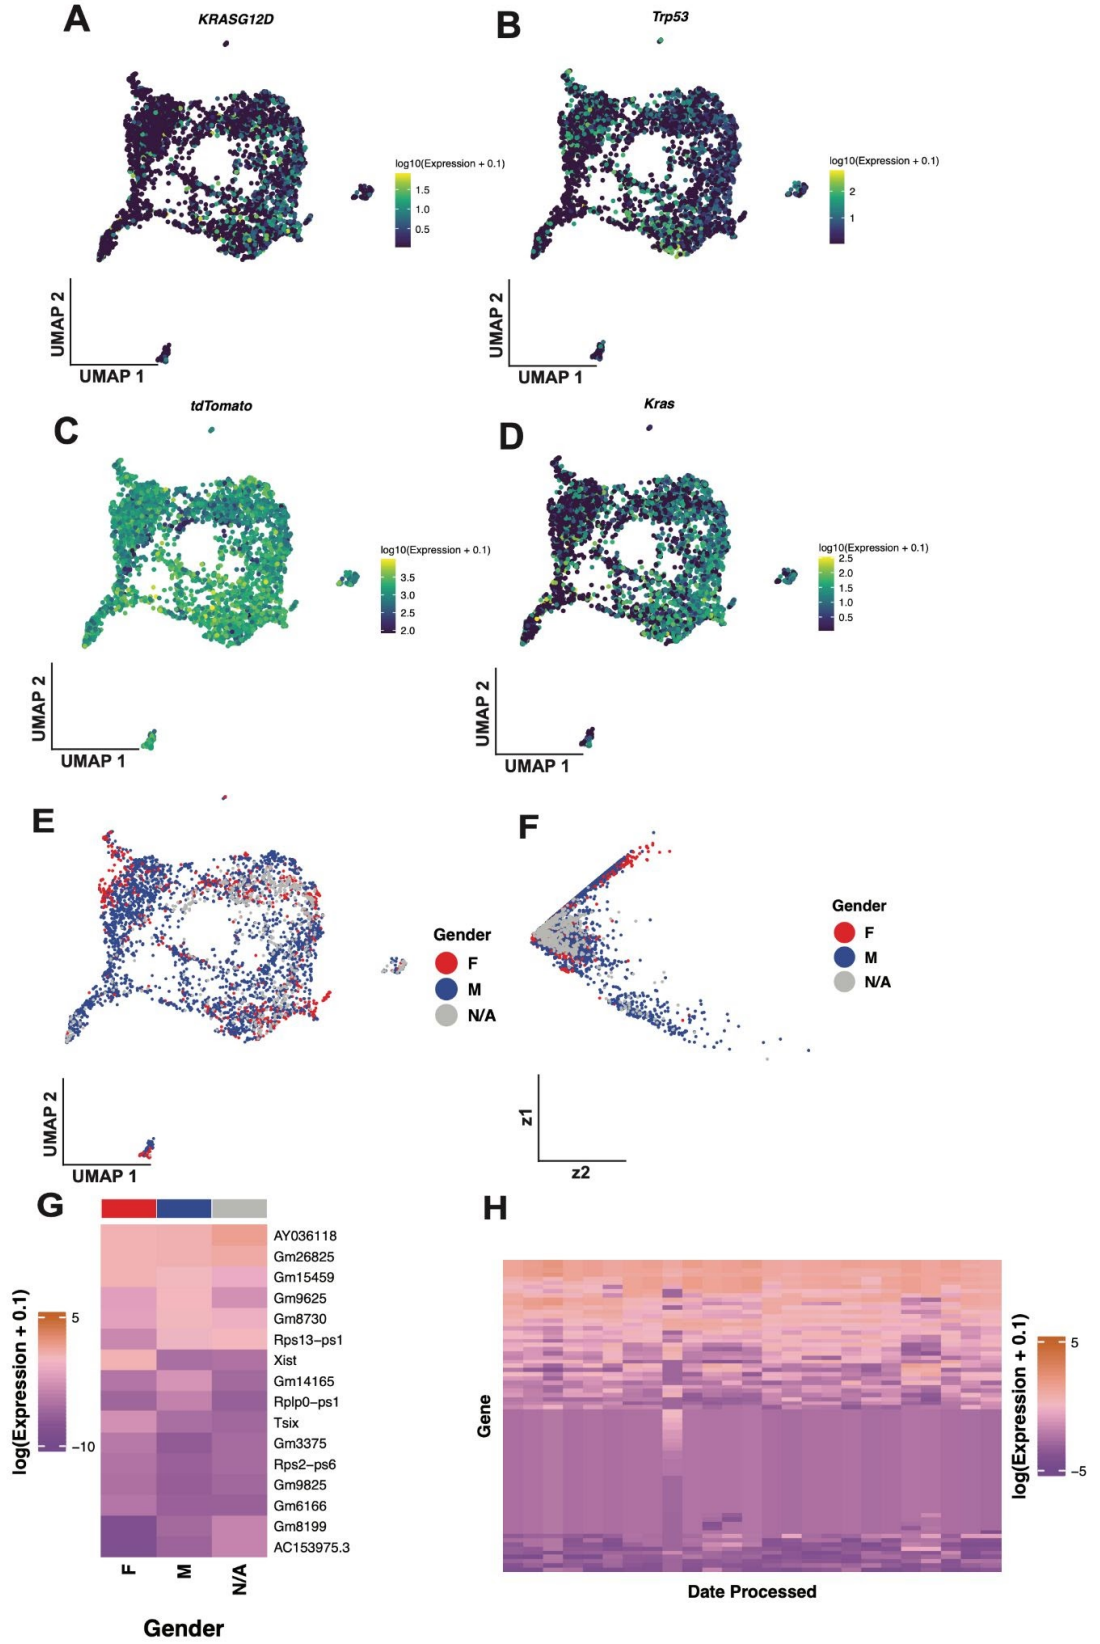 A
KRASG12D
log10(Expression + 0.1)
1.5
1.0
0.5
UMAP 2
UMAP 1
B
Trp53
log10(Expression + 0.1)
2
1
UMAP 2
UMAP 1
C
tdTomato
log10(Expression + 0.1)
3.5
3.0
2.5
2.0
UMAP 2
UMAP 1
D
Kras
log10(Expression + 0.1)
2.5
2.0
1.5
1.0
0.5
UMAP 2
UMAP 1
E
Gender
F
M
N/A
UMAP 2
UMAP 1
F
Gender
F
M
N/A
z1
z2
G
log(Expression + 0.1)
5
−10
AY036118
Gm26825
Gm15459
Gm9625
Gm8730
Rps13−ps1
Xist
Gm14165
Rplp0−ps1
Tsix
Gm3375
Rps2−ps6
Gm9825
Gm6166
Gm8199
AC153975.3
F
M
N/A
Gender
H
Gene
Date Processed
log(Expression + 0.1)
5
−5